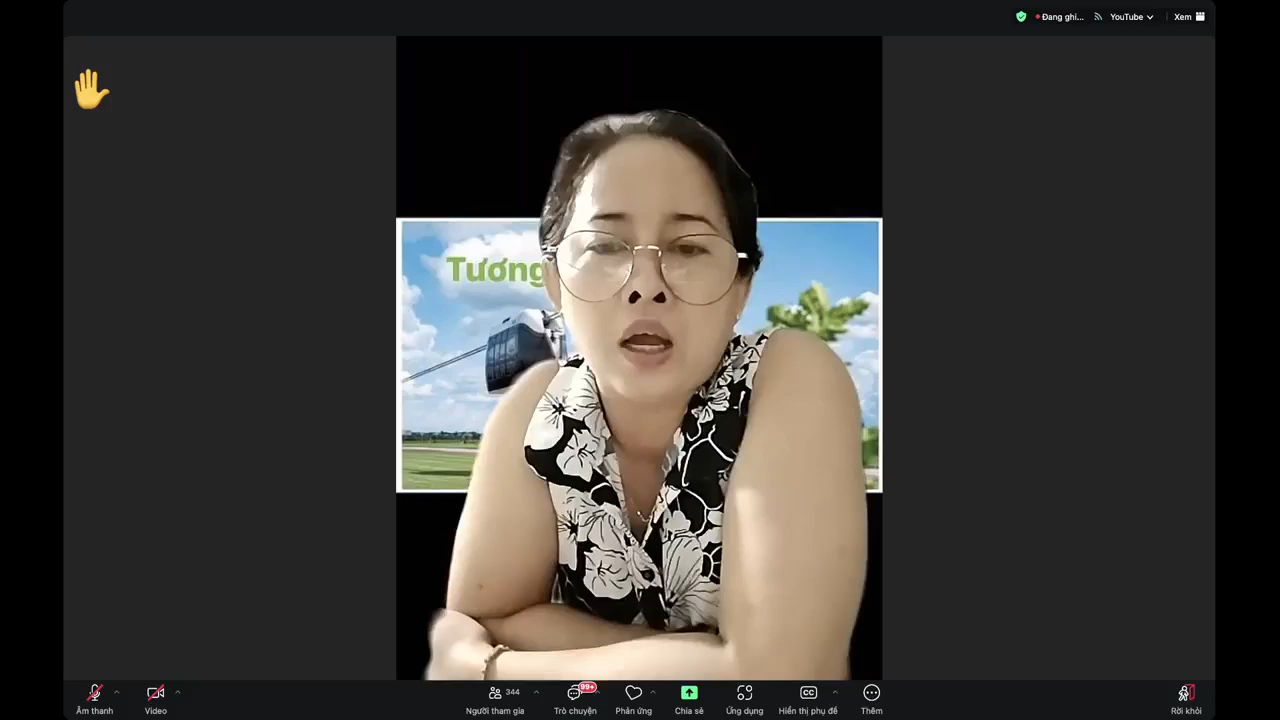 Đang ghi...
YouTube
Xem
Tương
344
99+
CC
Âm thanh
Video
Người tham gia
Trò chuyện
Phản ứng
Chia sẻ
Ứng dụng
Hiển thị phụ đề
Thêm
Rời khỏi